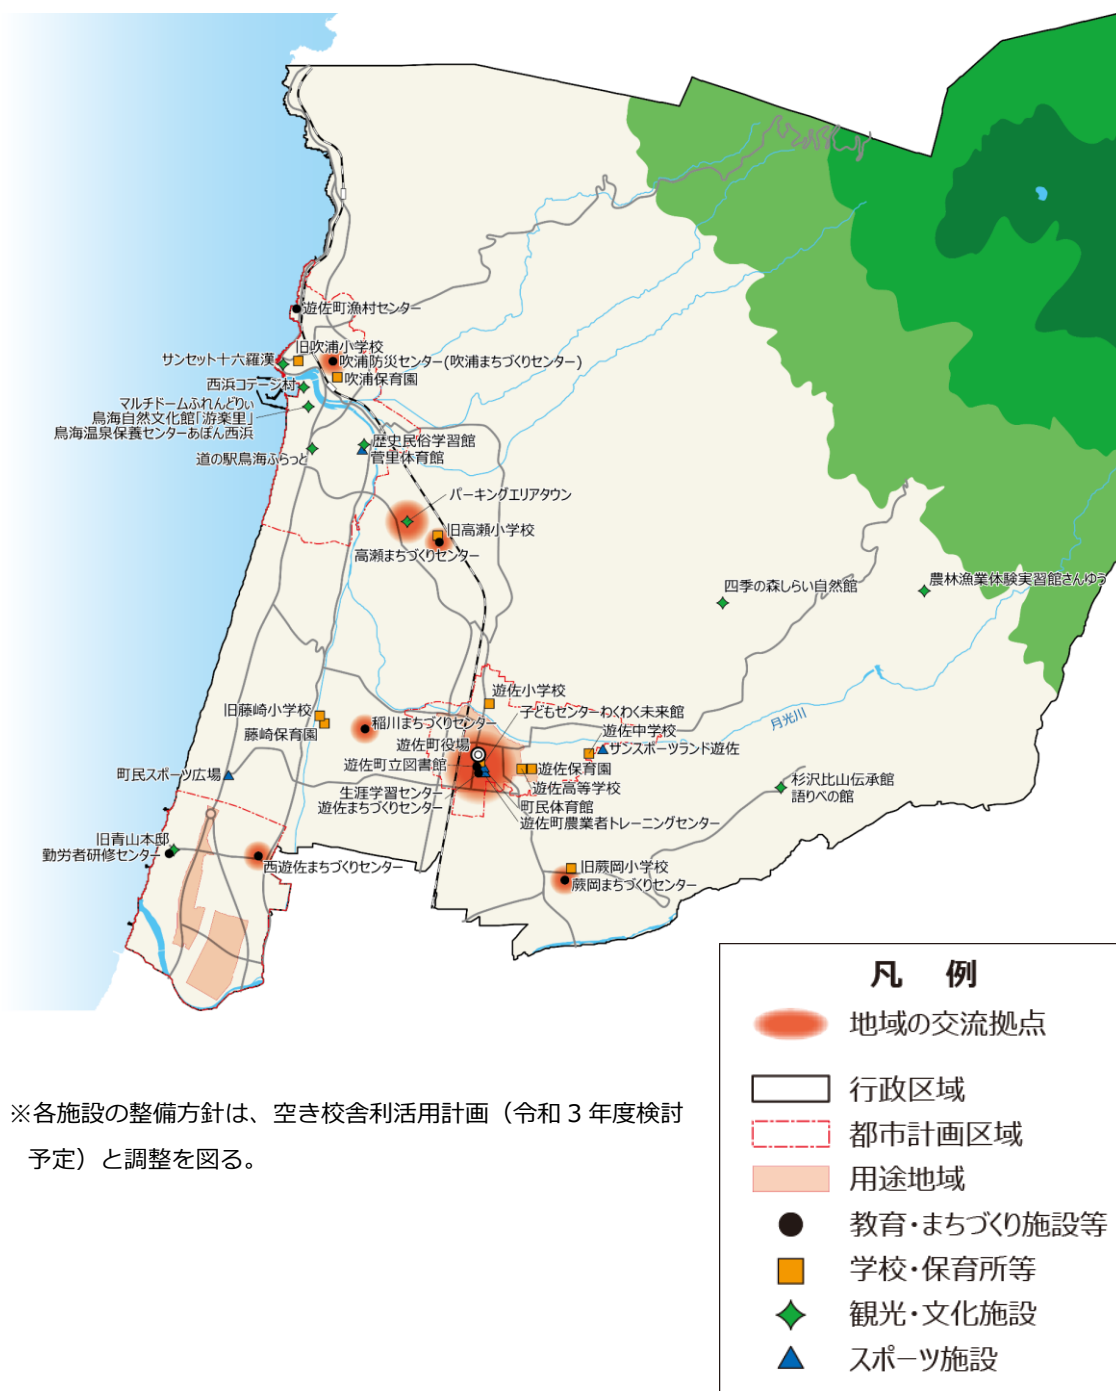 遊佐町漁村センター
旧吹浦小学校
サンセット十六羅漢
吹浦防災センター(吹浦まちづくりセンター)
吹浦保育園
西浜コテージ村
マルチドームふれんどりぃ
鳥海自然文化館「遊楽里」
鳥海温泉保養センターあぽん西浜
歴史民俗学習館
菅里体育館
道の駅鳥海ふらっと
パーキングエリアタウン
旧高瀬小学校
高瀬まちづくりセンター
農林漁業体験実習館さんゆう
四季の森しらい自然館
遊佐小学校
子どもセンターわくわく未来館
旧藤崎小学校
藤崎保育園
稲川まちづくりセンター
月光川
遊佐中学校
サンスポーツランド遊佐
遊佐町役場
遊佐町立図書館
遊佐保育園
町民スポーツ広場
遊佐高等学校
杉沢比山伝承館
語りべの館
生涯学習センター
遊佐まちづくりセンター
町民体育館
遊佐町農業者トレーニングセンター
旧青山本邸
勤労者研修センター
西遊佐まちづくりセンター
旧蕨岡小学校
蕨岡まちづくりセンター
凡 例
地域の交流拠点
行政区域
都市計画区域
用途地域
教育・まちづくり施設等
学校・保育所等
観光・文化施設
スポーツ施設
※各施設の整備方針は、空き校舎利活用計画（令和３年度検討
予定）と調整を図る。